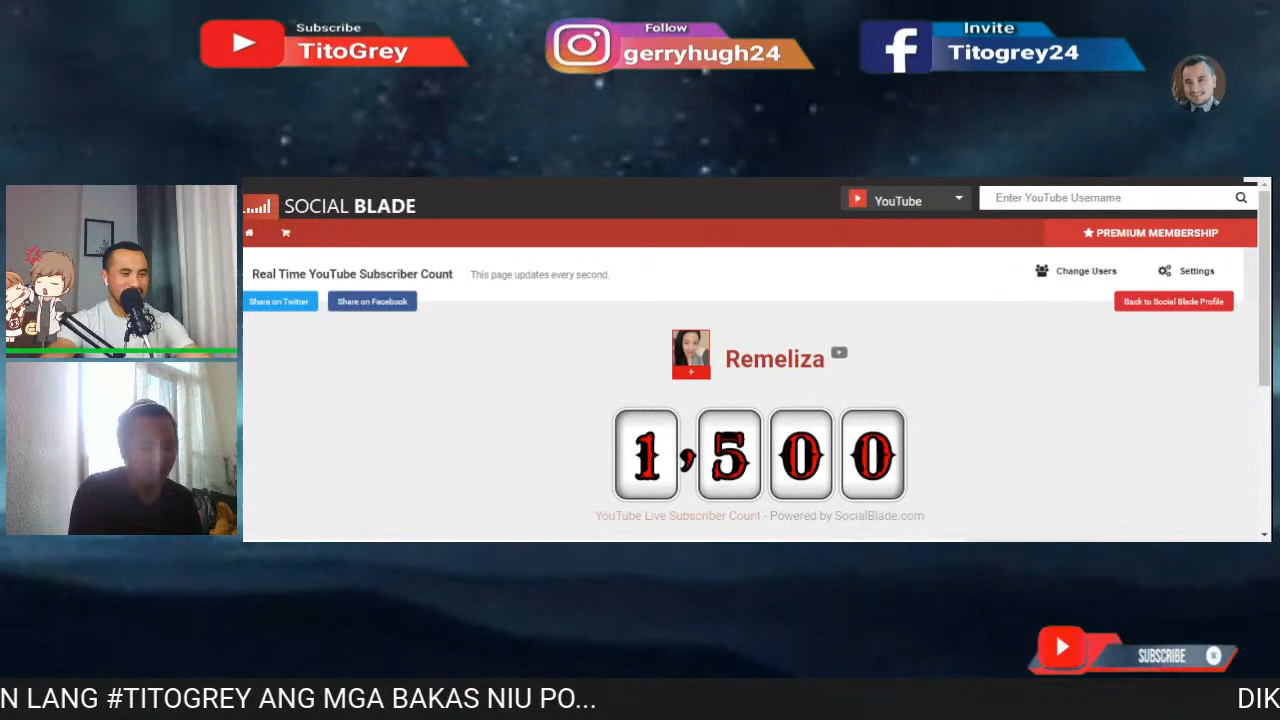 Subscribe
TitoGrey
Follow
gerryhugh24
Invite
Titogrey24
SOCIAL BLADE
YouTube
Enter YouTube Username
PREMIUM MEMBERSHIP
Real Time YouTube Subscriber Count
This page updates every second.
Change Users
Settings
Share on Twitter
Share on Facebook
Back to Social Blade Profile
Remeliza
+
1,500
YouTube Live Subscriber Count - Powered by SocialBlade.com
SUBSCRIBE
N LANG #TITOGREY ANG MGA BAKAS NIU PO... DIK